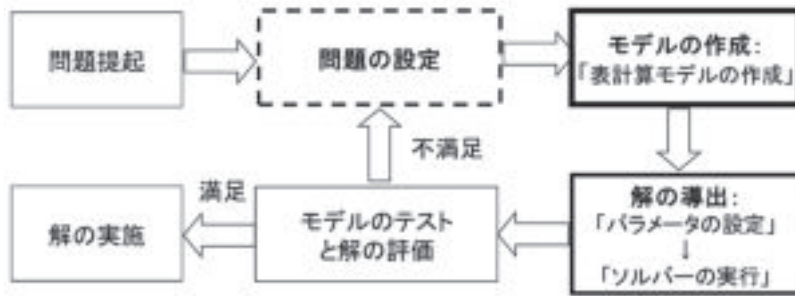 問題提起
問題の設定
モデルの作成:
「表計算モデルの作成」
不満足
満足
解の実施
モデルのテスト
と解の評価
解の導出:
「パラメータの設定」
↓
「ソルバーの実行」